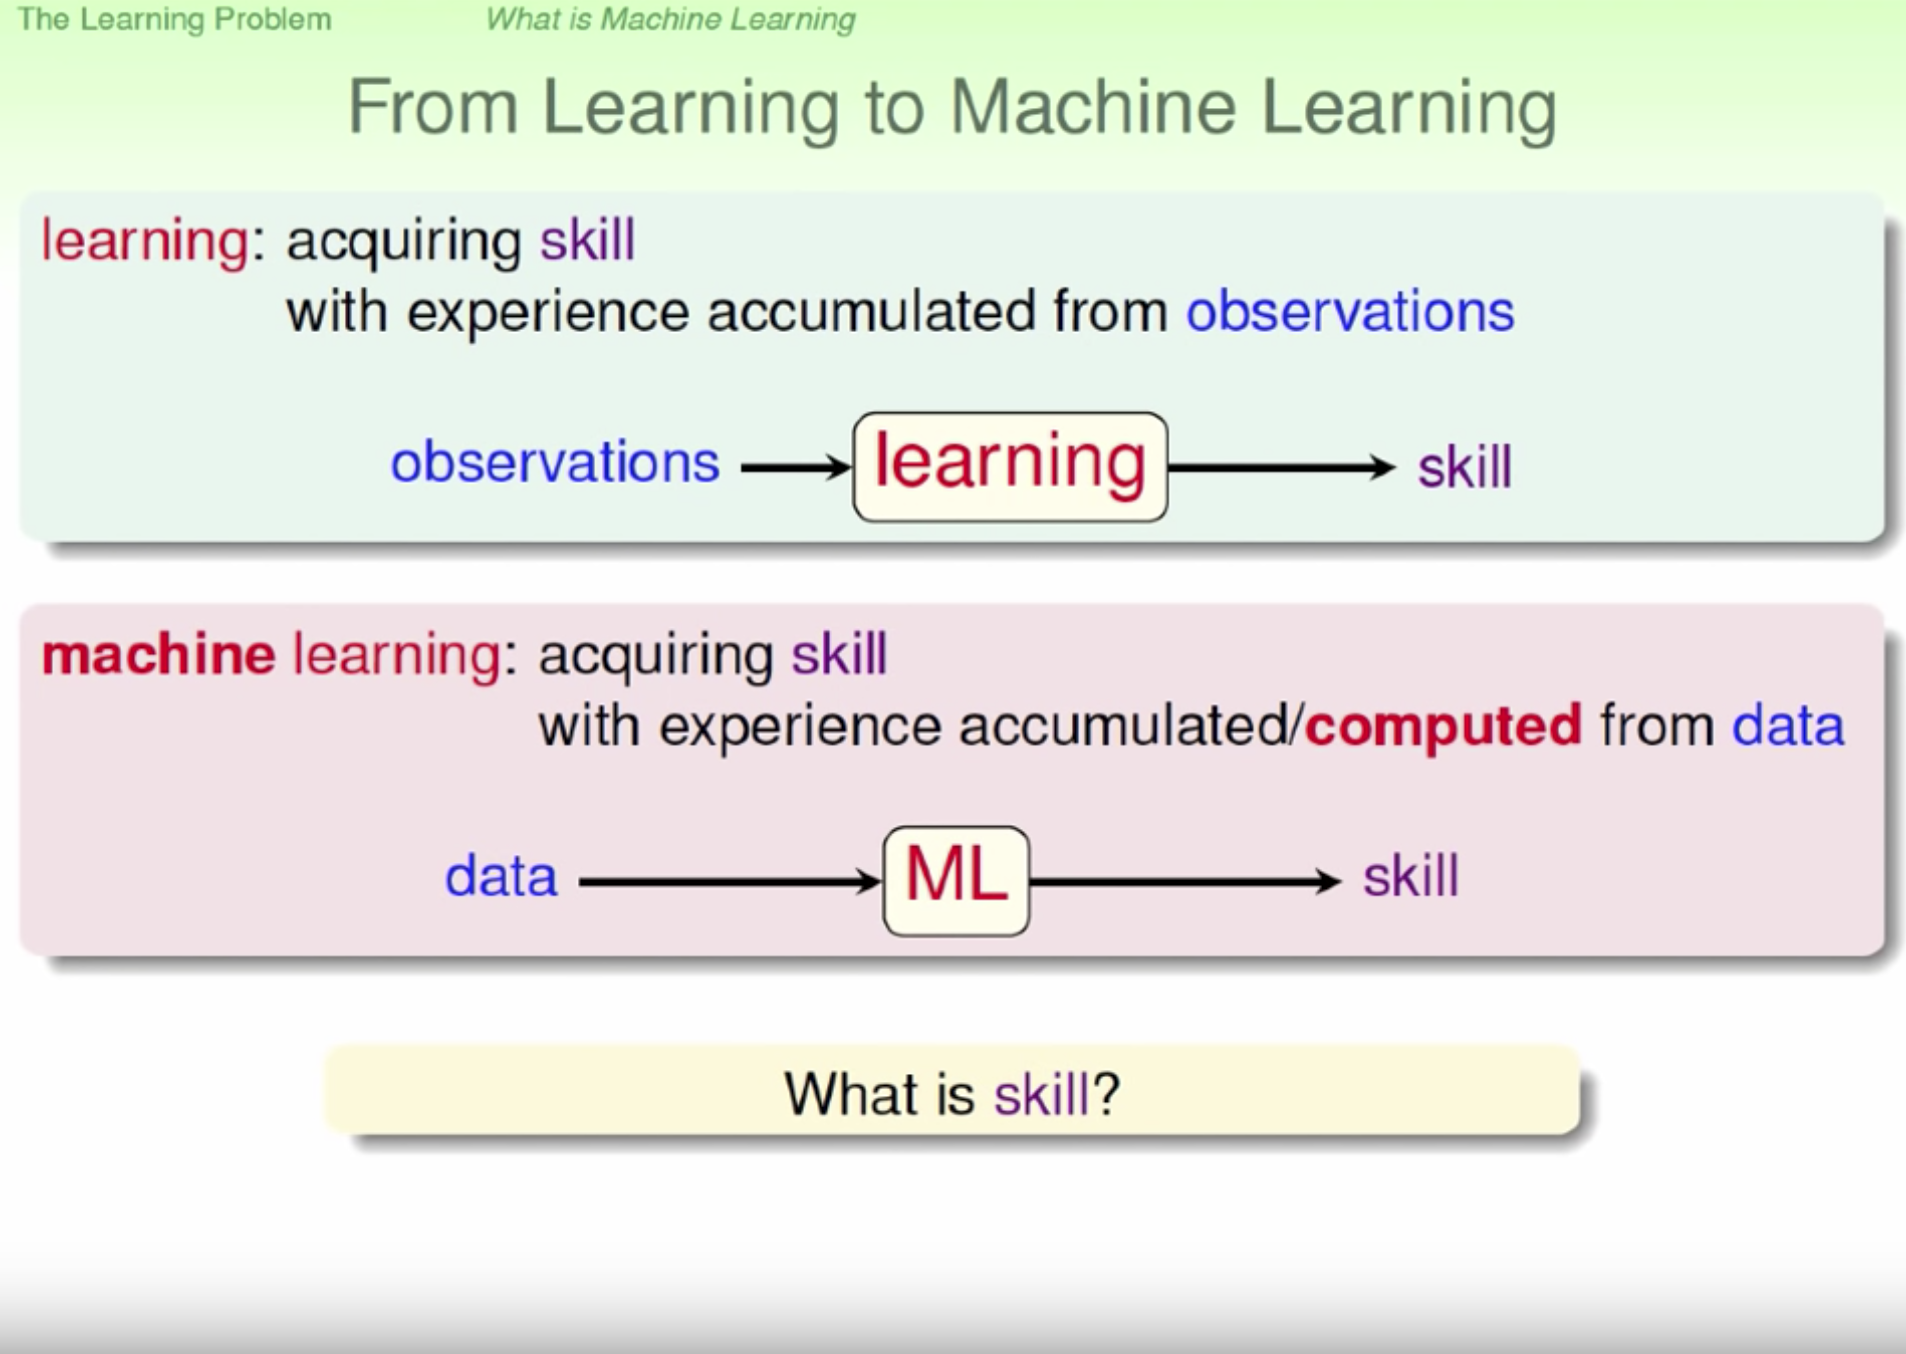 The Learning Problem What is Machine Learning
From Learning to Machine Learning
learning: acquiring skill
with experience accumulated from observations
observations learning skill
machine learning: acquiring skill
with experience accumulated/computed from data
data ML skill
What is skill?